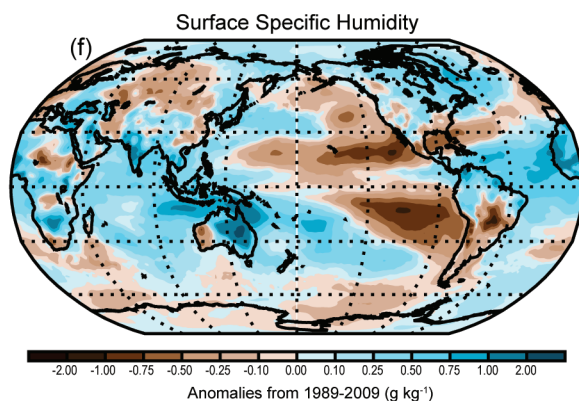 Surface Specific Humidity
(f)
-2.00 -1.00 -0.75 -0.50 -0.25 -0.10 0.00 0.10 0.25 0.50 0.75 1.00 2.00
Anomalies from 1989-2009 (g kg⁻¹)